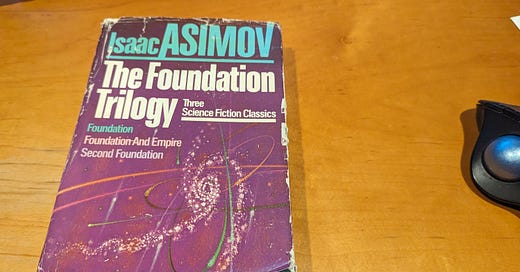 Isaac ASIMOV
The Foundation
Trilogy
Three
Science Fiction Classics
Foundation
Foundation And Empire
Second Foundation